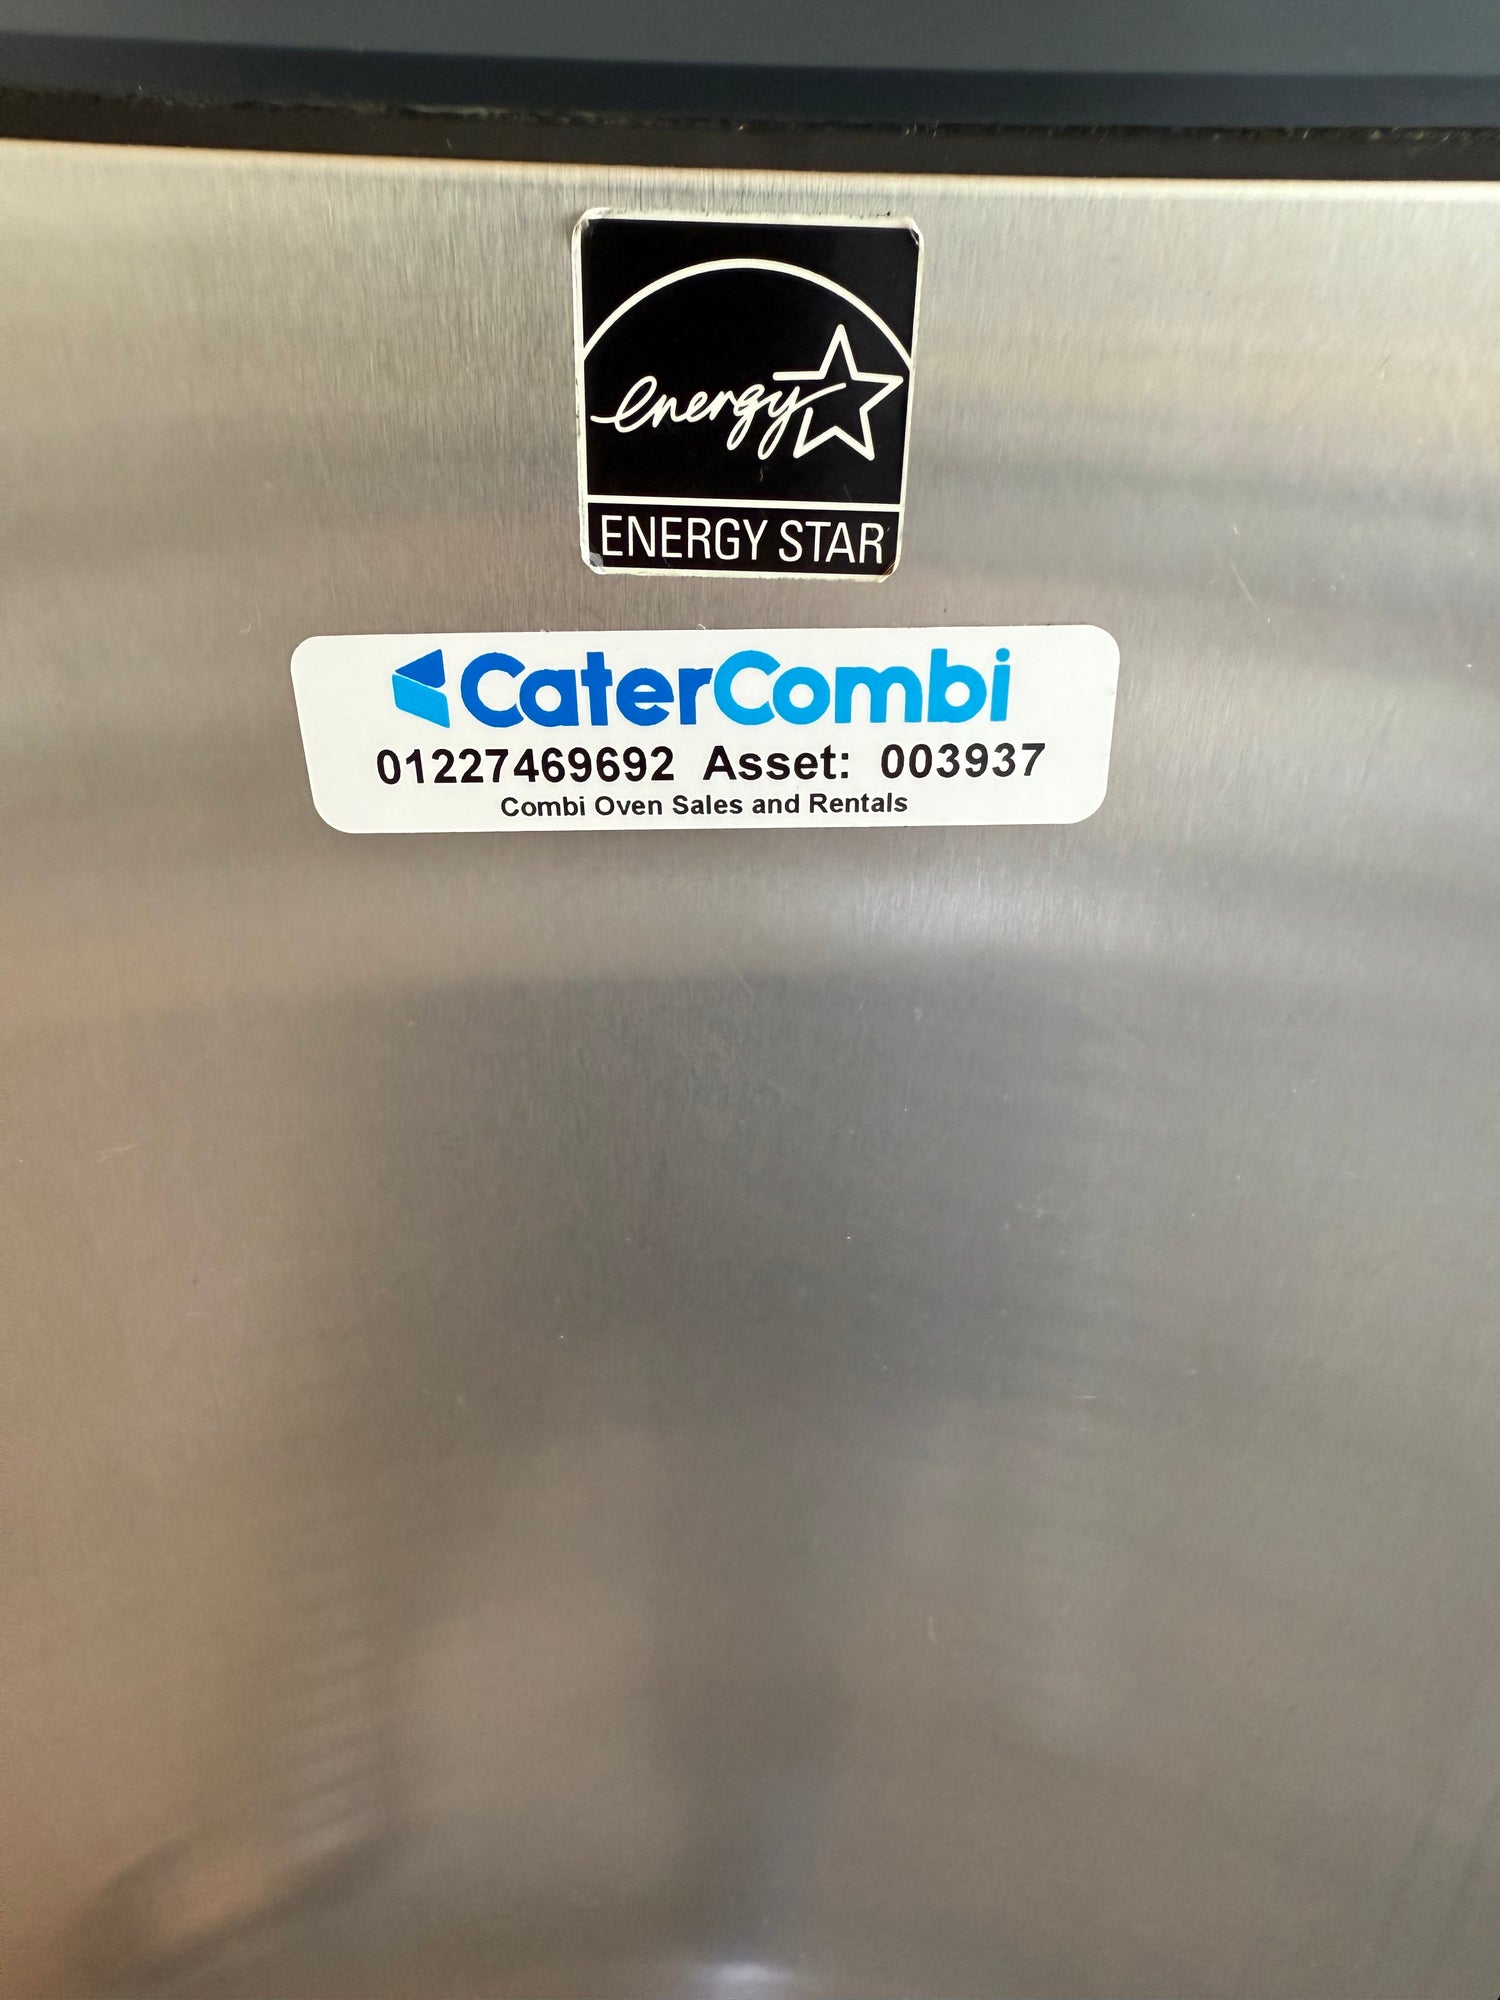 energy
ENERGY STAR
CaterCombi
01227469692 Asset: 003937
Combi Oven Sales and Rentals